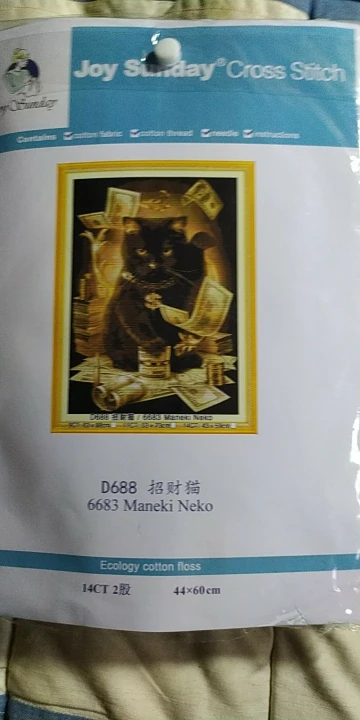 Joy Sunday® Cross Stitch
Joy Sunday
Contains cotton fabric cotton thread needle instructions
D688 招财猫 / 6683 Maneki Neko
D688 招财猫
6683 Maneki Neko
Ecology cotton floss
14CT 2股 44×60cm